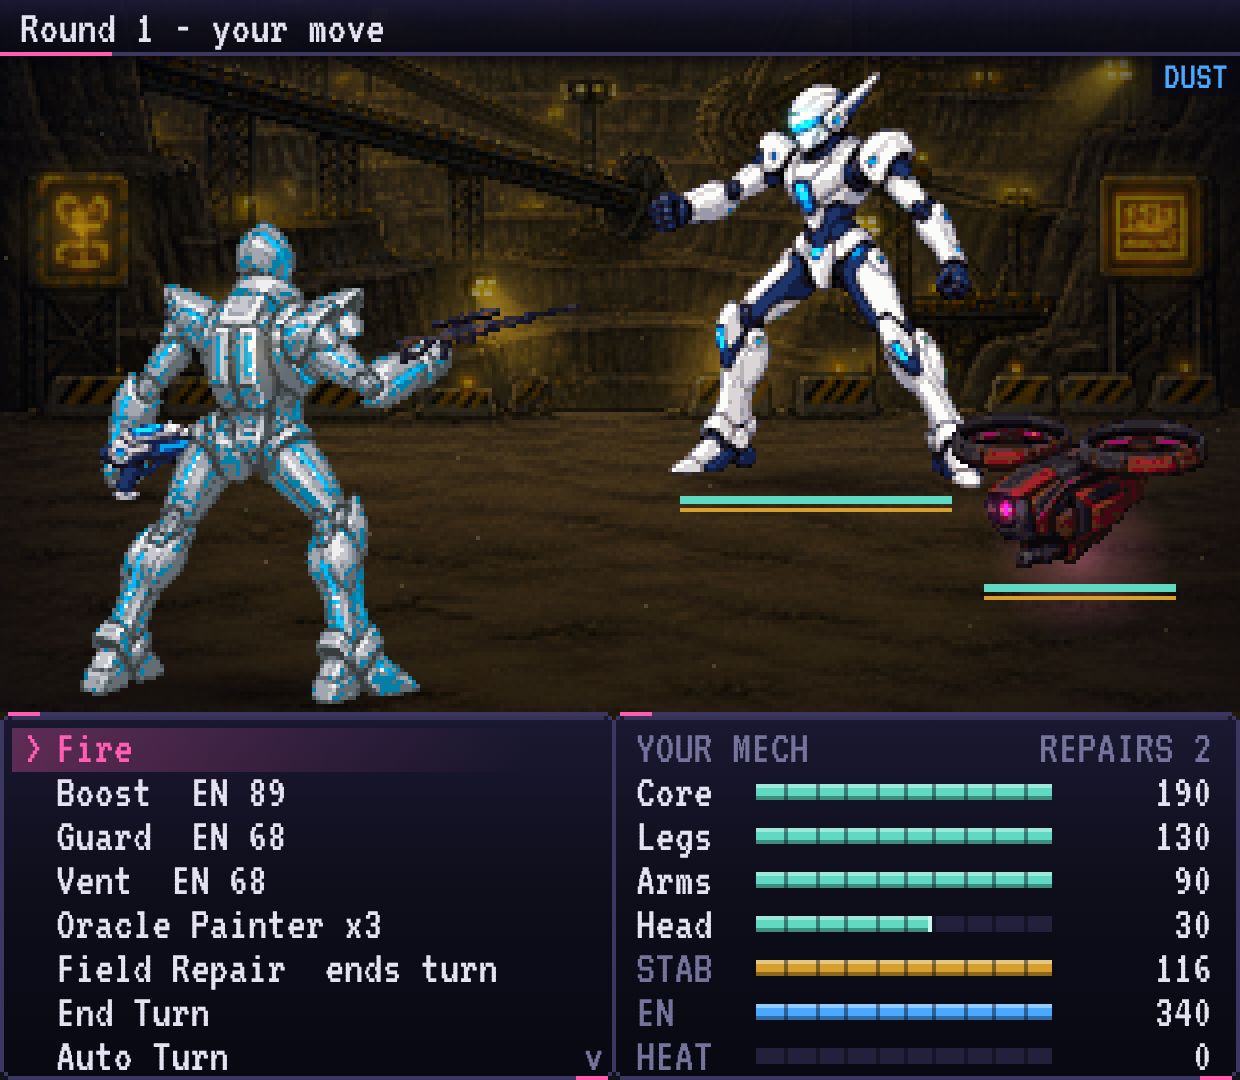 Round 1 - your move
DUST
> Fire
Boost EN 89
Guard EN 68
Vent EN 68
Oracle Painter x3
Field Repair ends turn
End Turn
Auto Turn v
YOUR MECH REPAIRS 2
Core 190
Legs 130
Arms 90
Head 30
STAB 116
EN 340
HEAT 0